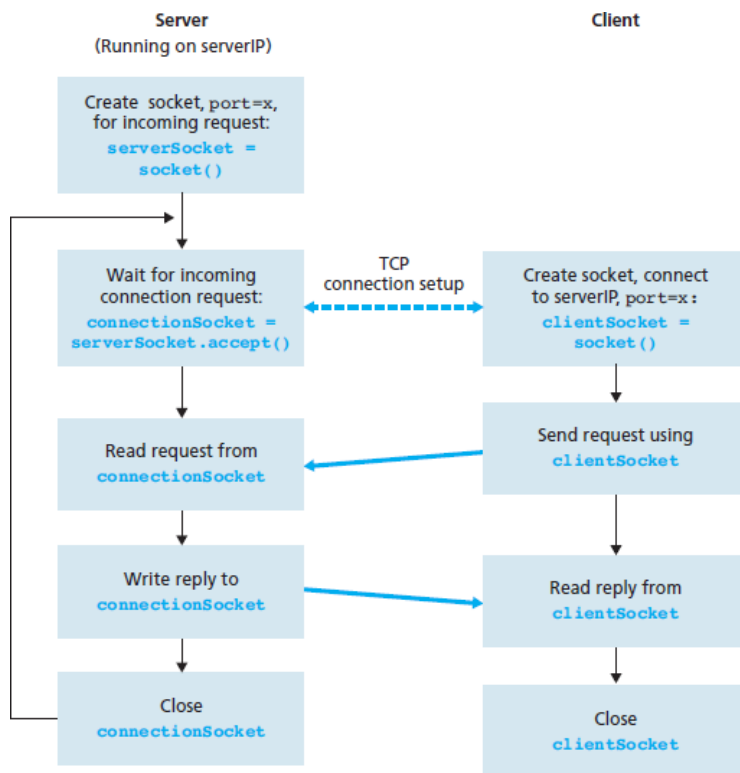 Server
(Running on serverIP)
Create socket, port=x,
for incoming request:
serverSocket =
socket()
Wait for incoming
connection request:
connectionSocket =
serverSocket.accept()
Read request from
connectionSocket
Write reply to
connectionSocket
Close
connectionSocket
TCP
connection setup
Client
Create socket, connect
to serverIP, port=x:
clientSocket =
socket()
Send request using
clientSocket
Read reply from
clientSocket
Close
clientSocket